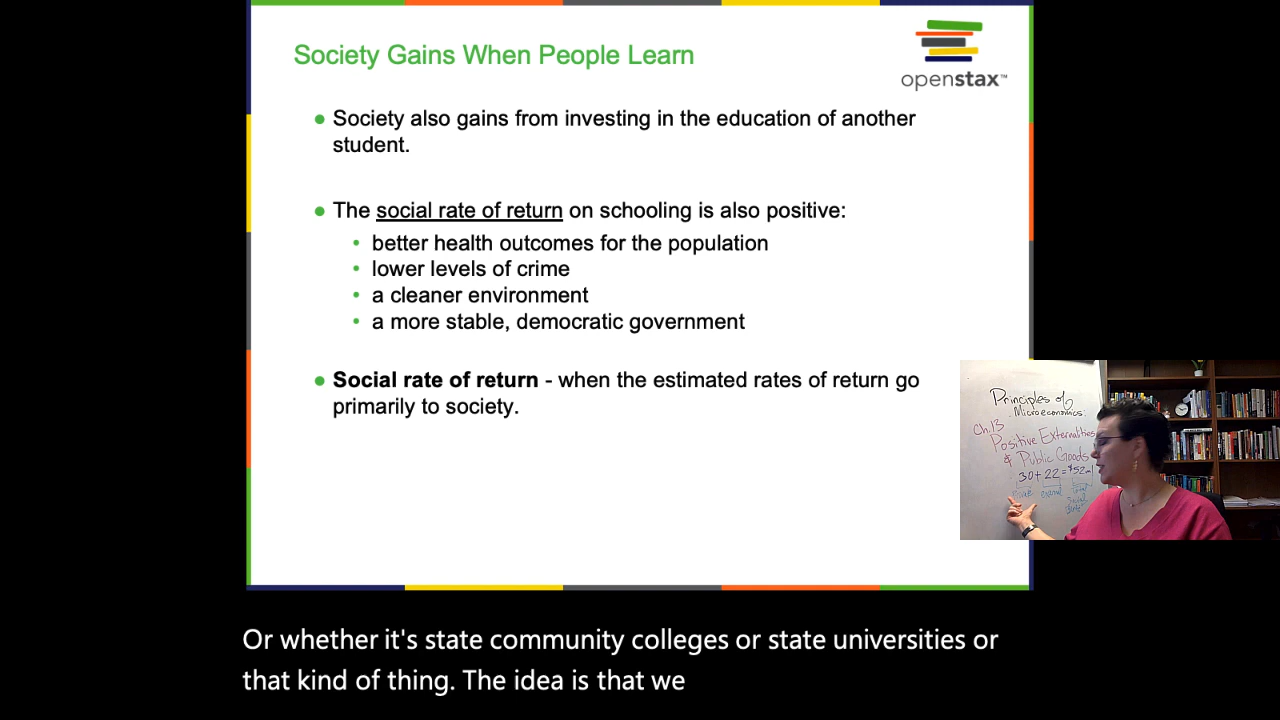 Society Gains When People Learn
openstax™
● Society also gains from investing in the education of another
student.
● The social rate of return on schooling is also positive:
• better health outcomes for the population
• lower levels of crime
• a cleaner environment
• a more stable, democratic government
● Social rate of return - when the estimated rates of return go
primarily to society.
Principles of
Microeconomics
Ch.13
Positive Externalities
& Public Goods
30+22=$52
Or whether it's state community colleges or state universities or
that kind of thing. The idea is that we